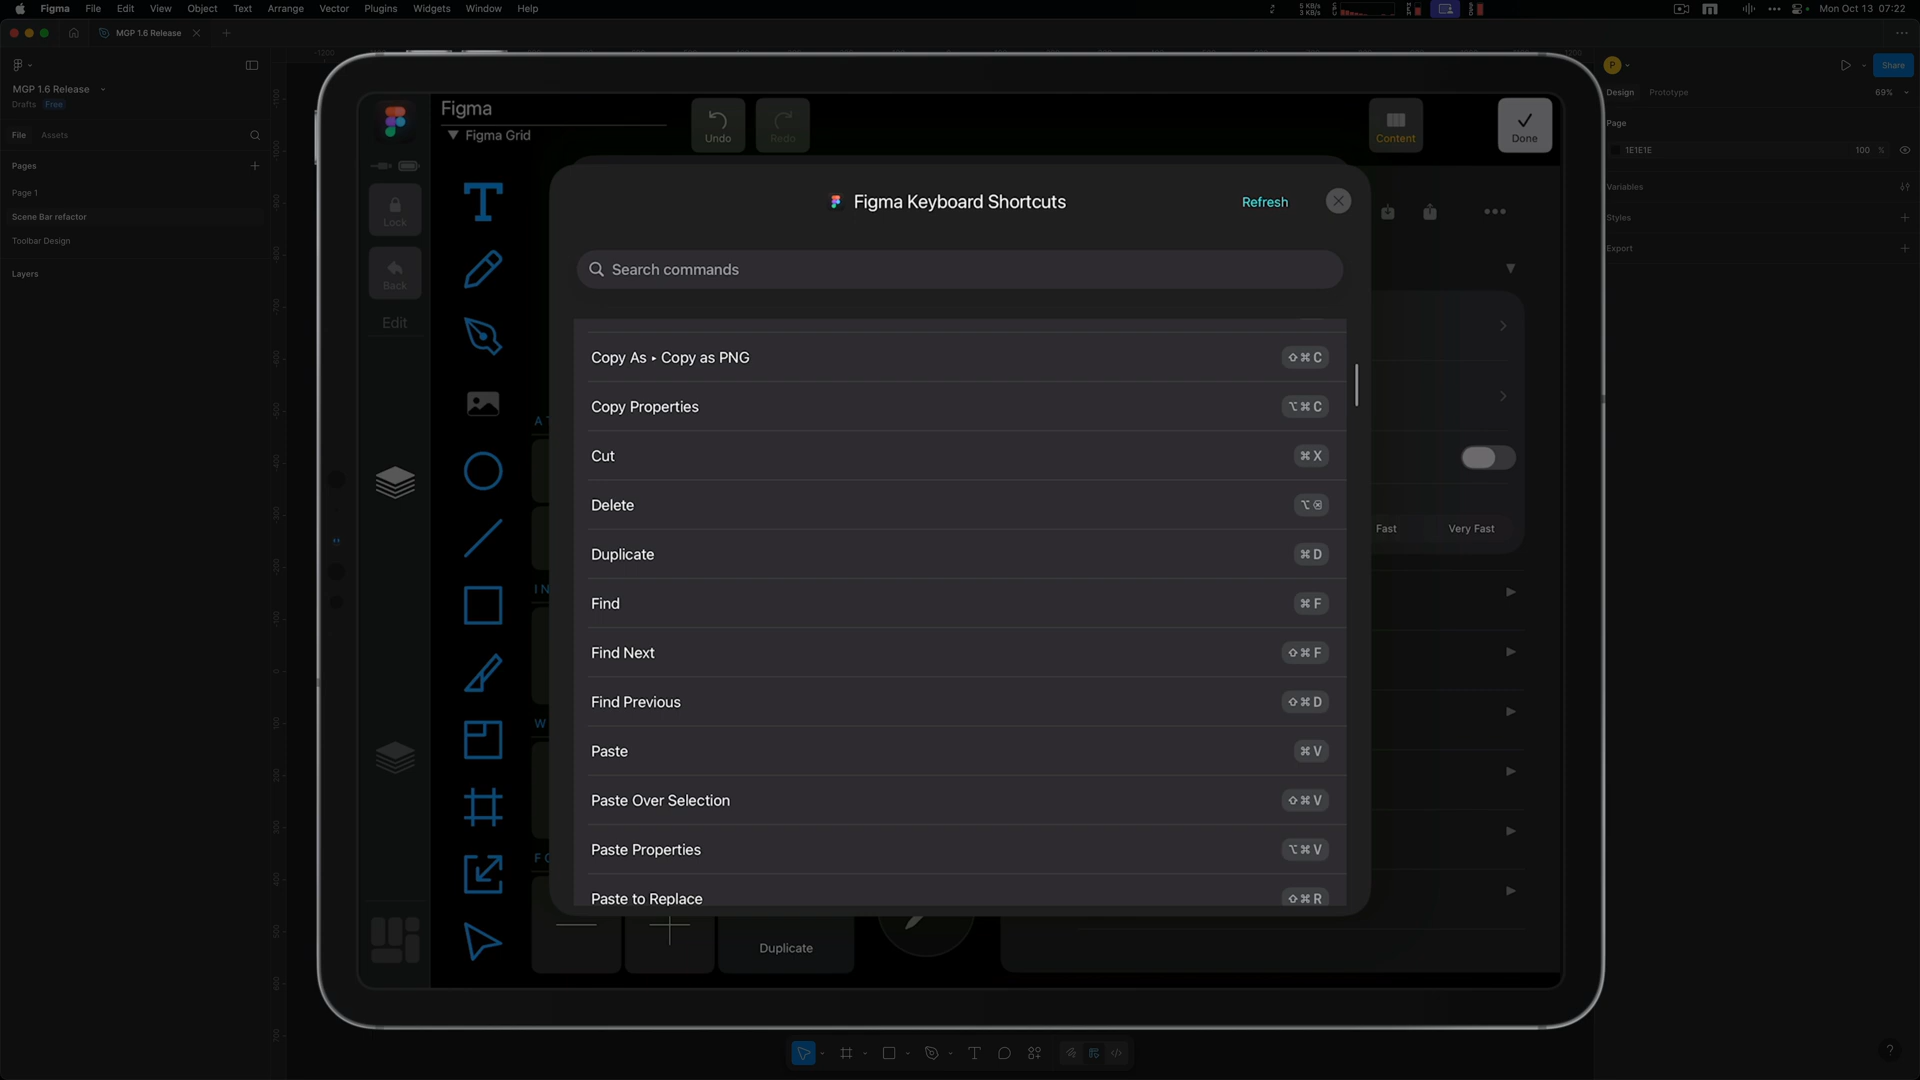 Figma File Edit View Object Text Arrange Vector Plugins Widgets Window Help
5 KB/s
3 KB/s
Mon Oct 13 07:22
MGP 1.6 Release
MGP 1.6 Release
Drafts Free
File Assets
Pages
Page 1
Scene Bar refactor
Toolbar Design
Layers
Figma
Figma Grid
Undo
Redo
Content
Done
Lock
Back
Edit
Figma Keyboard Shortcuts
Refresh
Search commands
Copy As ▸ Copy as PNG ⇧⌘C
Copy Properties ⌥⌘C
Cut ⌘X
Delete ⌥⌫
Duplicate ⌘D
Find ⌘F
Find Next ⇧⌘F
Find Previous ⇧⌘D
Paste ⌘V
Paste Over Selection ⇧⌘V
Paste Properties ⌥⌘V
Paste to Replace ⇧⌘R
Fast
Very Fast
Duplicate
P
Share
Design Prototype
69%
Page
1E1E1E 100 %
Variables
Styles
Export
?